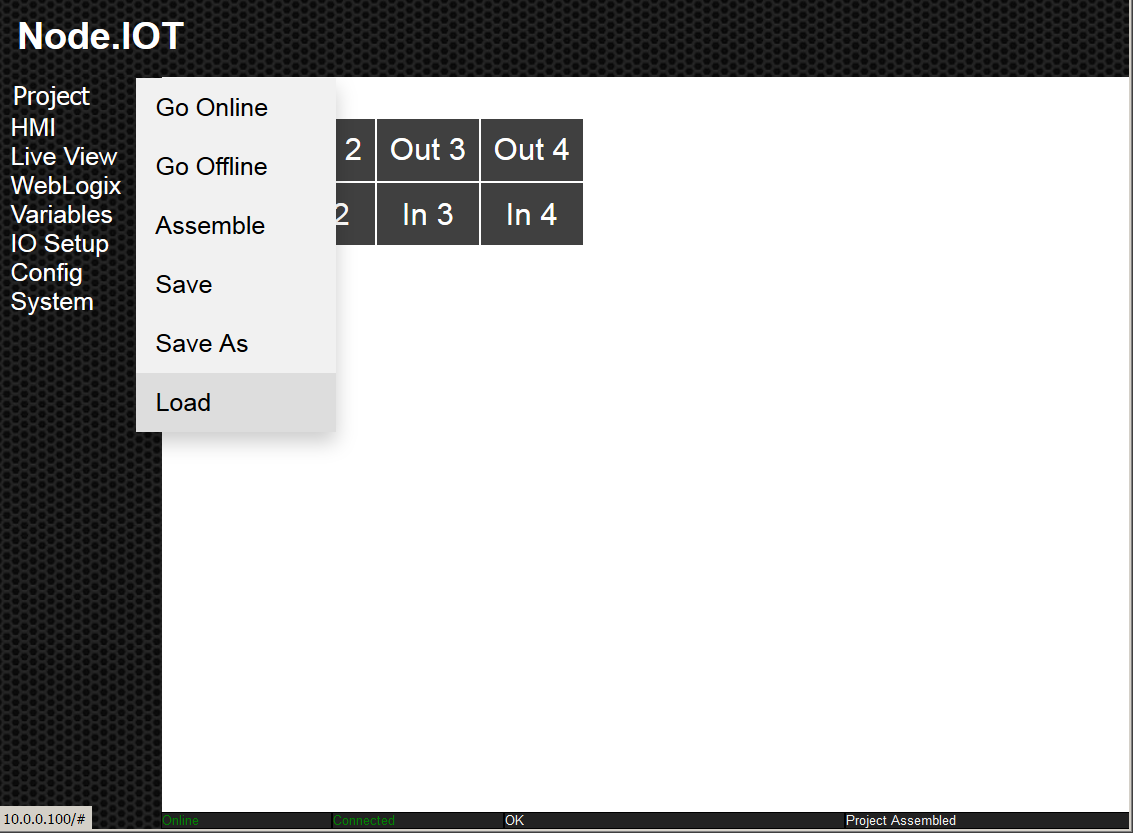 Node.IOT
Project
HMI
Live View
WebLogix
Variables
IO Setup
Config
System
Go Online
Go Offline
Assemble
Save
Save As
Load
2 Out 3 Out 4
2 In 3 In 4
10.0.0.100/# Online Connected OK Project Assembled